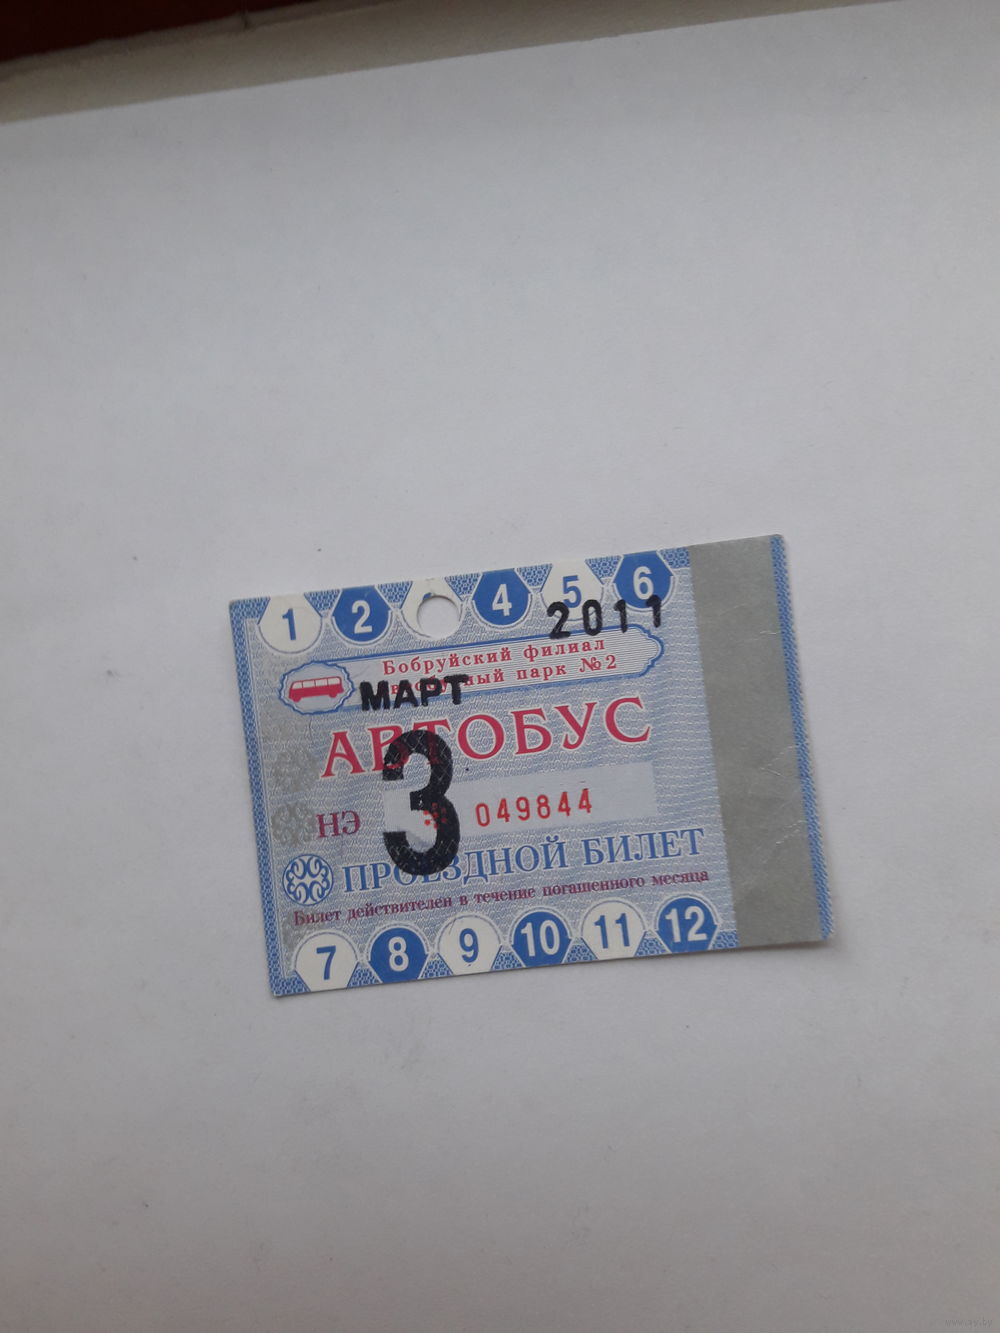 1 2 4 5 6
2011
Бобруйский филиал
парк №2
МАРТ
АВТОБУС
3
НЭ 049844
ПРОЕЗДНОЙ БИЛЕТ
Билет действителен в течение погашенного месяца
7 8 9 10 11 12